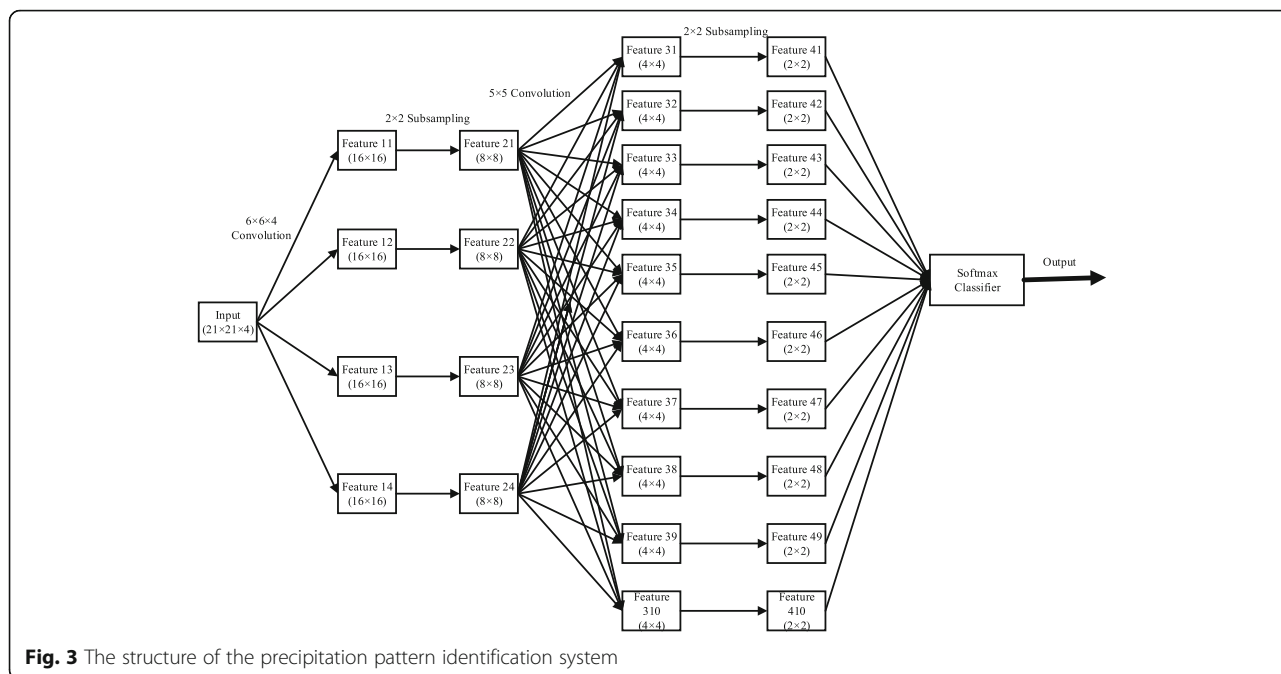 Input
(21×21×4)
6×6×4
Convolution
Feature 11
(16×16)
Feature 12
(16×16)
Feature 13
(16×16)
Feature 14
(16×16)
2×2 Subsampling
Feature 21
(8×8)
Feature 22
(8×8)
Feature 23
(8×8)
Feature 24
(8×8)
5×5 Convolution
Feature 31
(4×4)
Feature 32
(4×4)
Feature 33
(4×4)
Feature 34
(4×4)
Feature 35
(4×4)
Feature 36
(4×4)
Feature 37
(4×4)
Feature 38
(4×4)
Feature 39
(4×4)
Feature
310
(4×4)
2×2 Subsampling
Feature 41
(2×2)
Feature 42
(2×2)
Feature 43
(2×2)
Feature 44
(2×2)
Feature 45
(2×2)
Feature 46
(2×2)
Feature 47
(2×2)
Feature 48
(2×2)
Feature 49
(2×2)
Feature
410
(2×2)
Softmax
Classifier
Output
Fig. 3 The structure of the precipitation pattern identification system